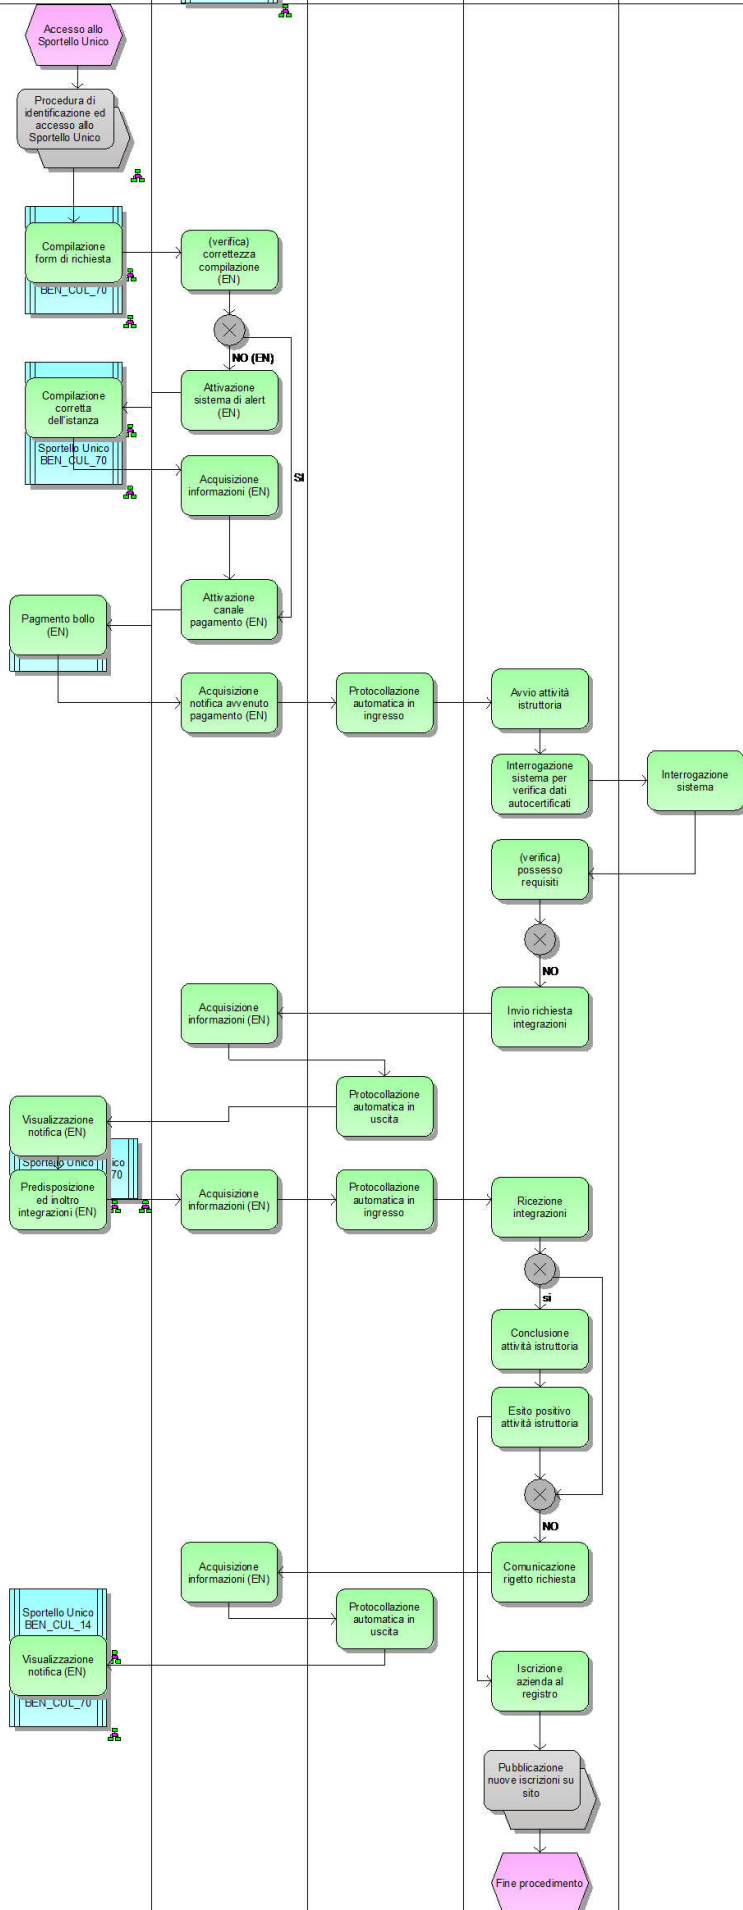 Accesso allo
Sportello Unico
Procedura di
identificazione ed
accesso allo
Sportello Unico
Compilazione
form di richiesta
BEN_CUL_70
(verifica)
correttezza
compilazione
(EN)
NO (EN)
Compilazione
corretta
dell'istanza
Sportello Unico
BEN_CUL_70
Attivazione
sistema di alert
(EN)
Acquisizione
informazioni (EN)
SI
Attivazione
canale
pagamento (EN)
Pagmento bollo
(EN)
Acquisizione
notifica avvenuto
pagamento (EN)
Protocollazione
automatica in
ingresso
Avvio attività
istruttoria
Interrogazione
sistema per
verifica dati
autocertificati
Interrogazione
sistema
(verifica)
possesso
requisiti
NO
Invio richiesta
integrazioni
Acquisizione
informazioni (EN)
Protocollazione
automatica in
uscita
Visualizzazione
notifica (EN)
Sportello Unico
ico
70
Predisposizione
ed inoltro
integrazioni (EN)
Acquisizione
informazioni (EN)
Protocollazione
automatica in
ingresso
Ricezione
integrazioni
si
Conclusione
attività istruttoria
Esito positivo
attività istruttoria
NO
Comunicazione
rigetto richiesta
Acquisizione
informazioni (EN)
Protocollazione
automatica in
uscita
Sportello Unico
BEN_CUL_14
Visualizzazione
notifica (EN)
BEN_CUL_70
Iscrizione
azienda al
registro
Pubblicazione
nuove iscrizioni su
sito
Fine procedimento